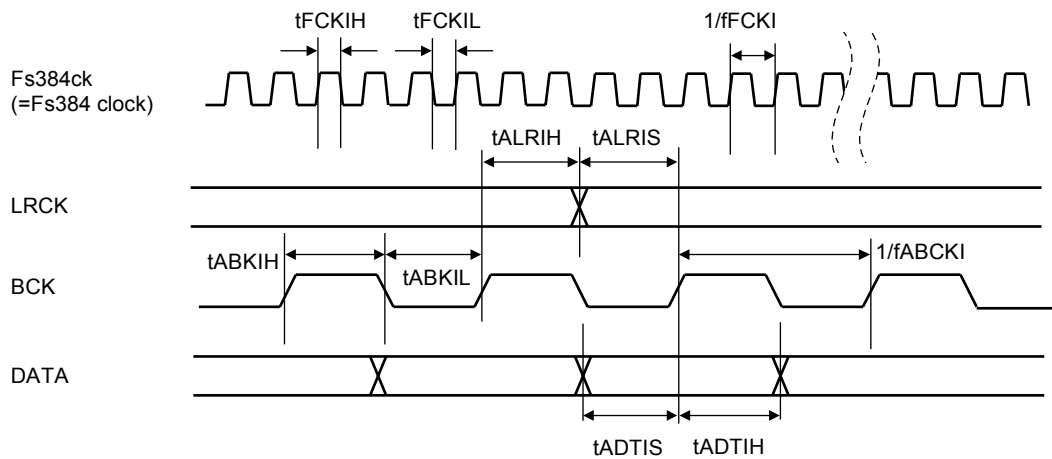 tFCKIH tFCKIL 1/fFCKI
Fs384ck
(=Fs384 clock)
tALRIH tALRIS
LRCK
tABKIH tABKIL 1/fABCKI
BCK
DATA
tADTIS tADTIH